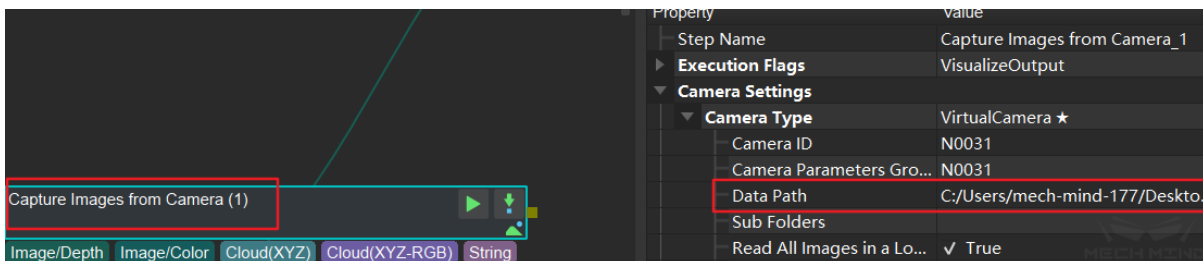 Property Value
Step Name Capture Images from Camera_1
Execution Flags VisualizeOutput
Camera Settings
Camera Type VirtualCamera ★
Camera ID N0031
Camera Parameters Gro... N0031
Data Path C:/Users/mech-mind-177/Deskto.
Sub Folders
Read All Images in a Lo... ✓ True
Capture Images from Camera (1)
Image/Depth Image/Color Cloud(XYZ) Cloud(XYZ-RGB) String
MECH MIND